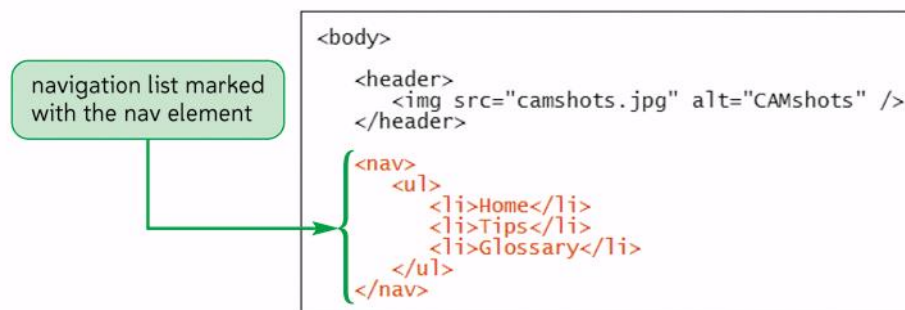 navigation list marked
with the nav element
<body>
<header>
<img src="camshots.jpg" alt="CAMshots" />
</header>
<nav>
<ul>
<li>Home</li>
<li>Tips</li>
<li>Glossary</li>
</ul>
</nav>